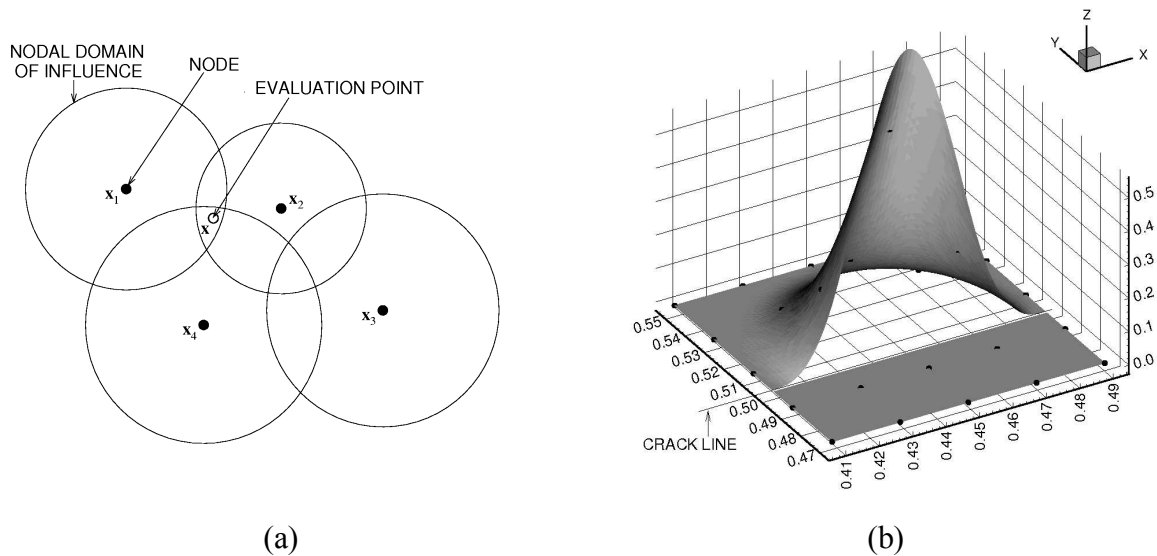 NODAL DOMAIN
OF INFLUENCE
NODE
EVALUATION POINT
x1
x2
x
x4
x3
(a)
Z
Y
X
0.5
0.4
0.3
0.2
0.1
0.0
0.55
0.54
0.53
0.52
0.51
0.50
0.49
0.48
0.47
0.41
0.42
0.43
0.44
0.45
0.46
0.47
0.48
0.49
CRACK LINE
(b)